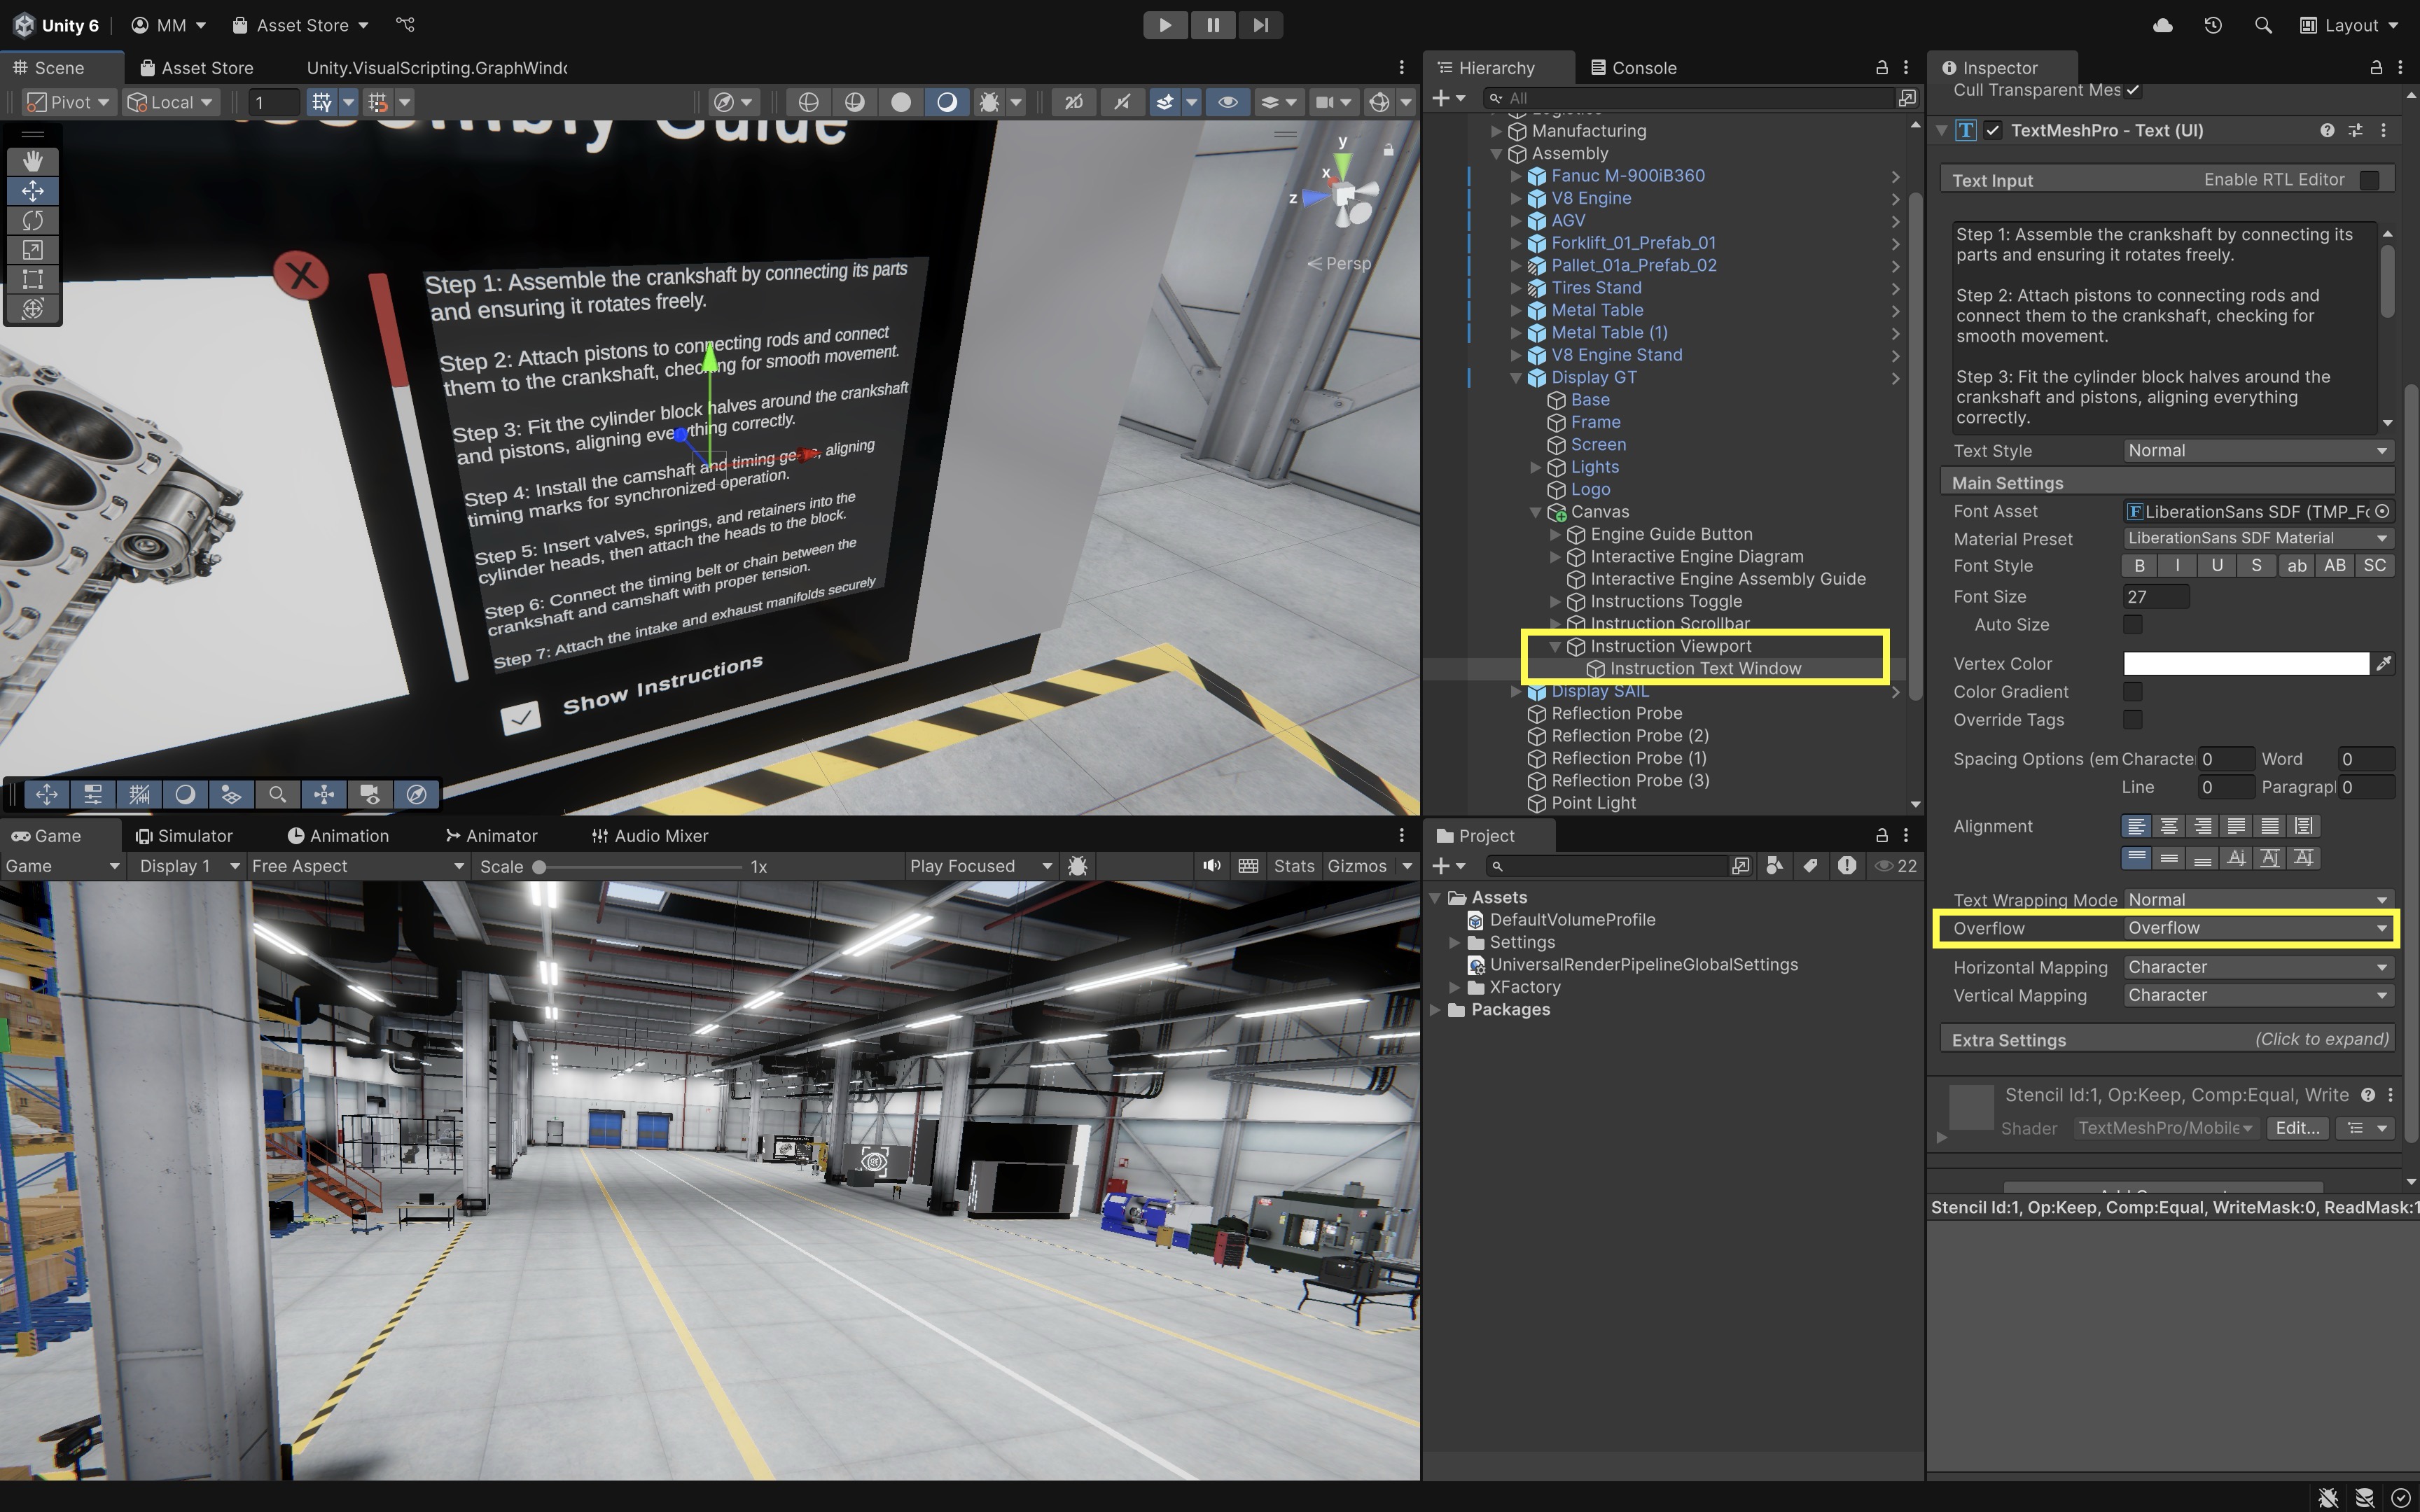 Unity 6
MM
Asset Store
Layout
Scene
Asset Store
Unity.VisualScripting.GraphWind
Pivot
Local
1
2D
Assembly Guide
y
x
z
Persp
X
Step 1: Assemble the crankshaft by connecting its parts
and ensuring it rotates freely.
Step 2: Attach pistons to connecting rods and connect
them to the crankshaft, checking for smooth movement.
Step 3: Fit the cylinder block halves around the crankshaft
and pistons, aligning everything correctly.
Step 4: Install the camshaft and timing gears, aligning
timing marks for synchronized operation.
Step 5: Insert valves, springs, and retainers into the
cylinder heads, then attach the heads to the block.
Step 6: Connect the timing belt or chain between the
crankshaft and camshaft with proper tension.
Step 7: Attach the intake and exhaust manifolds securely
Show Instructions
Game
Simulator
Animation
Animator
Audio Mixer
Game
Display 1
Free Aspect
Scale
1x
Play Focused
Stats
Gizmos
Hierarchy
Console
All
Logistics
Manufacturing
Assembly
Fanuc M-900iB360
V8 Engine
AGV
Forklift_01_Prefab_01
Pallet_01a_Prefab_02
Tires Stand
Metal Table
Metal Table (1)
V8 Engine Stand
Display GT
Base
Frame
Screen
Lights
Logo
Canvas
Engine Guide Button
Interactive Engine Diagram
Interactive Engine Assembly Guide
Instructions Toggle
Instruction Scrollbar
Instruction Viewport
Instruction Text Window
Display SAIL
Reflection Probe
Reflection Probe (2)
Reflection Probe (1)
Reflection Probe (3)
Point Light
Project
22
Assets
DefaultVolumeProfile
Settings
UniversalRenderPipelineGlobalSettings
XFactory
Packages
Inspector
Cull Transparent Mes
TextMeshPro - Text (UI)
Text Input
Enable RTL Editor
Step 1: Assemble the crankshaft by connecting its
parts and ensuring it rotates freely.
Step 2: Attach pistons to connecting rods and
connect them to the crankshaft, checking for
smooth movement.
Step 3: Fit the cylinder block halves around the
crankshaft and pistons, aligning everything
correctly.
Text Style
Normal
Main Settings
Font Asset
F LiberationSans SDF (TMP_Fo
Material Preset
LiberationSans SDF Material
Font Style
B I U S ab AB SC
Font Size
27
Auto Size
Vertex Color
Color Gradient
Override Tags
Spacing Options (em Characte 0 Word 0
Line 0 Paragrap 0
Alignment
Text Wrapping Mode
Normal
Overflow
Overflow
Horizontal Mapping
Character
Vertical Mapping
Character
Extra Settings
(Click to expand)
Stencil Id:1, Op:Keep, Comp:Equal, Write
Shader
TextMeshPro/Mobile
Edit...
Stencil Id:1, Op:Keep, Comp:Equal, WriteMask:0, ReadMask:1